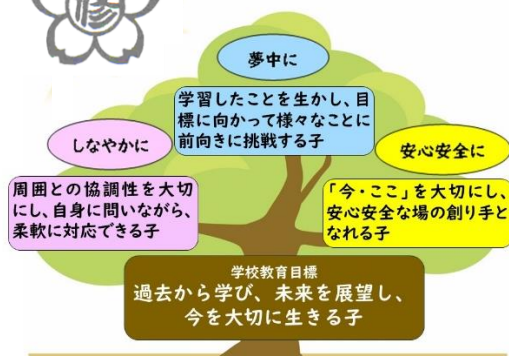 夢中に
学習したことを生かし、目
標に向かって様々なことに
前向きに挑戦する子
しなやかに
周囲との協調性を大切
にし、自身に問いながら、
柔軟に対応できる子
安心安全に
「今・ここ」を大切にし、
安心安全な場の創り手と
なれる子
学校教育目標
過去から学び、未来を展望し、
今を大切に生きる子